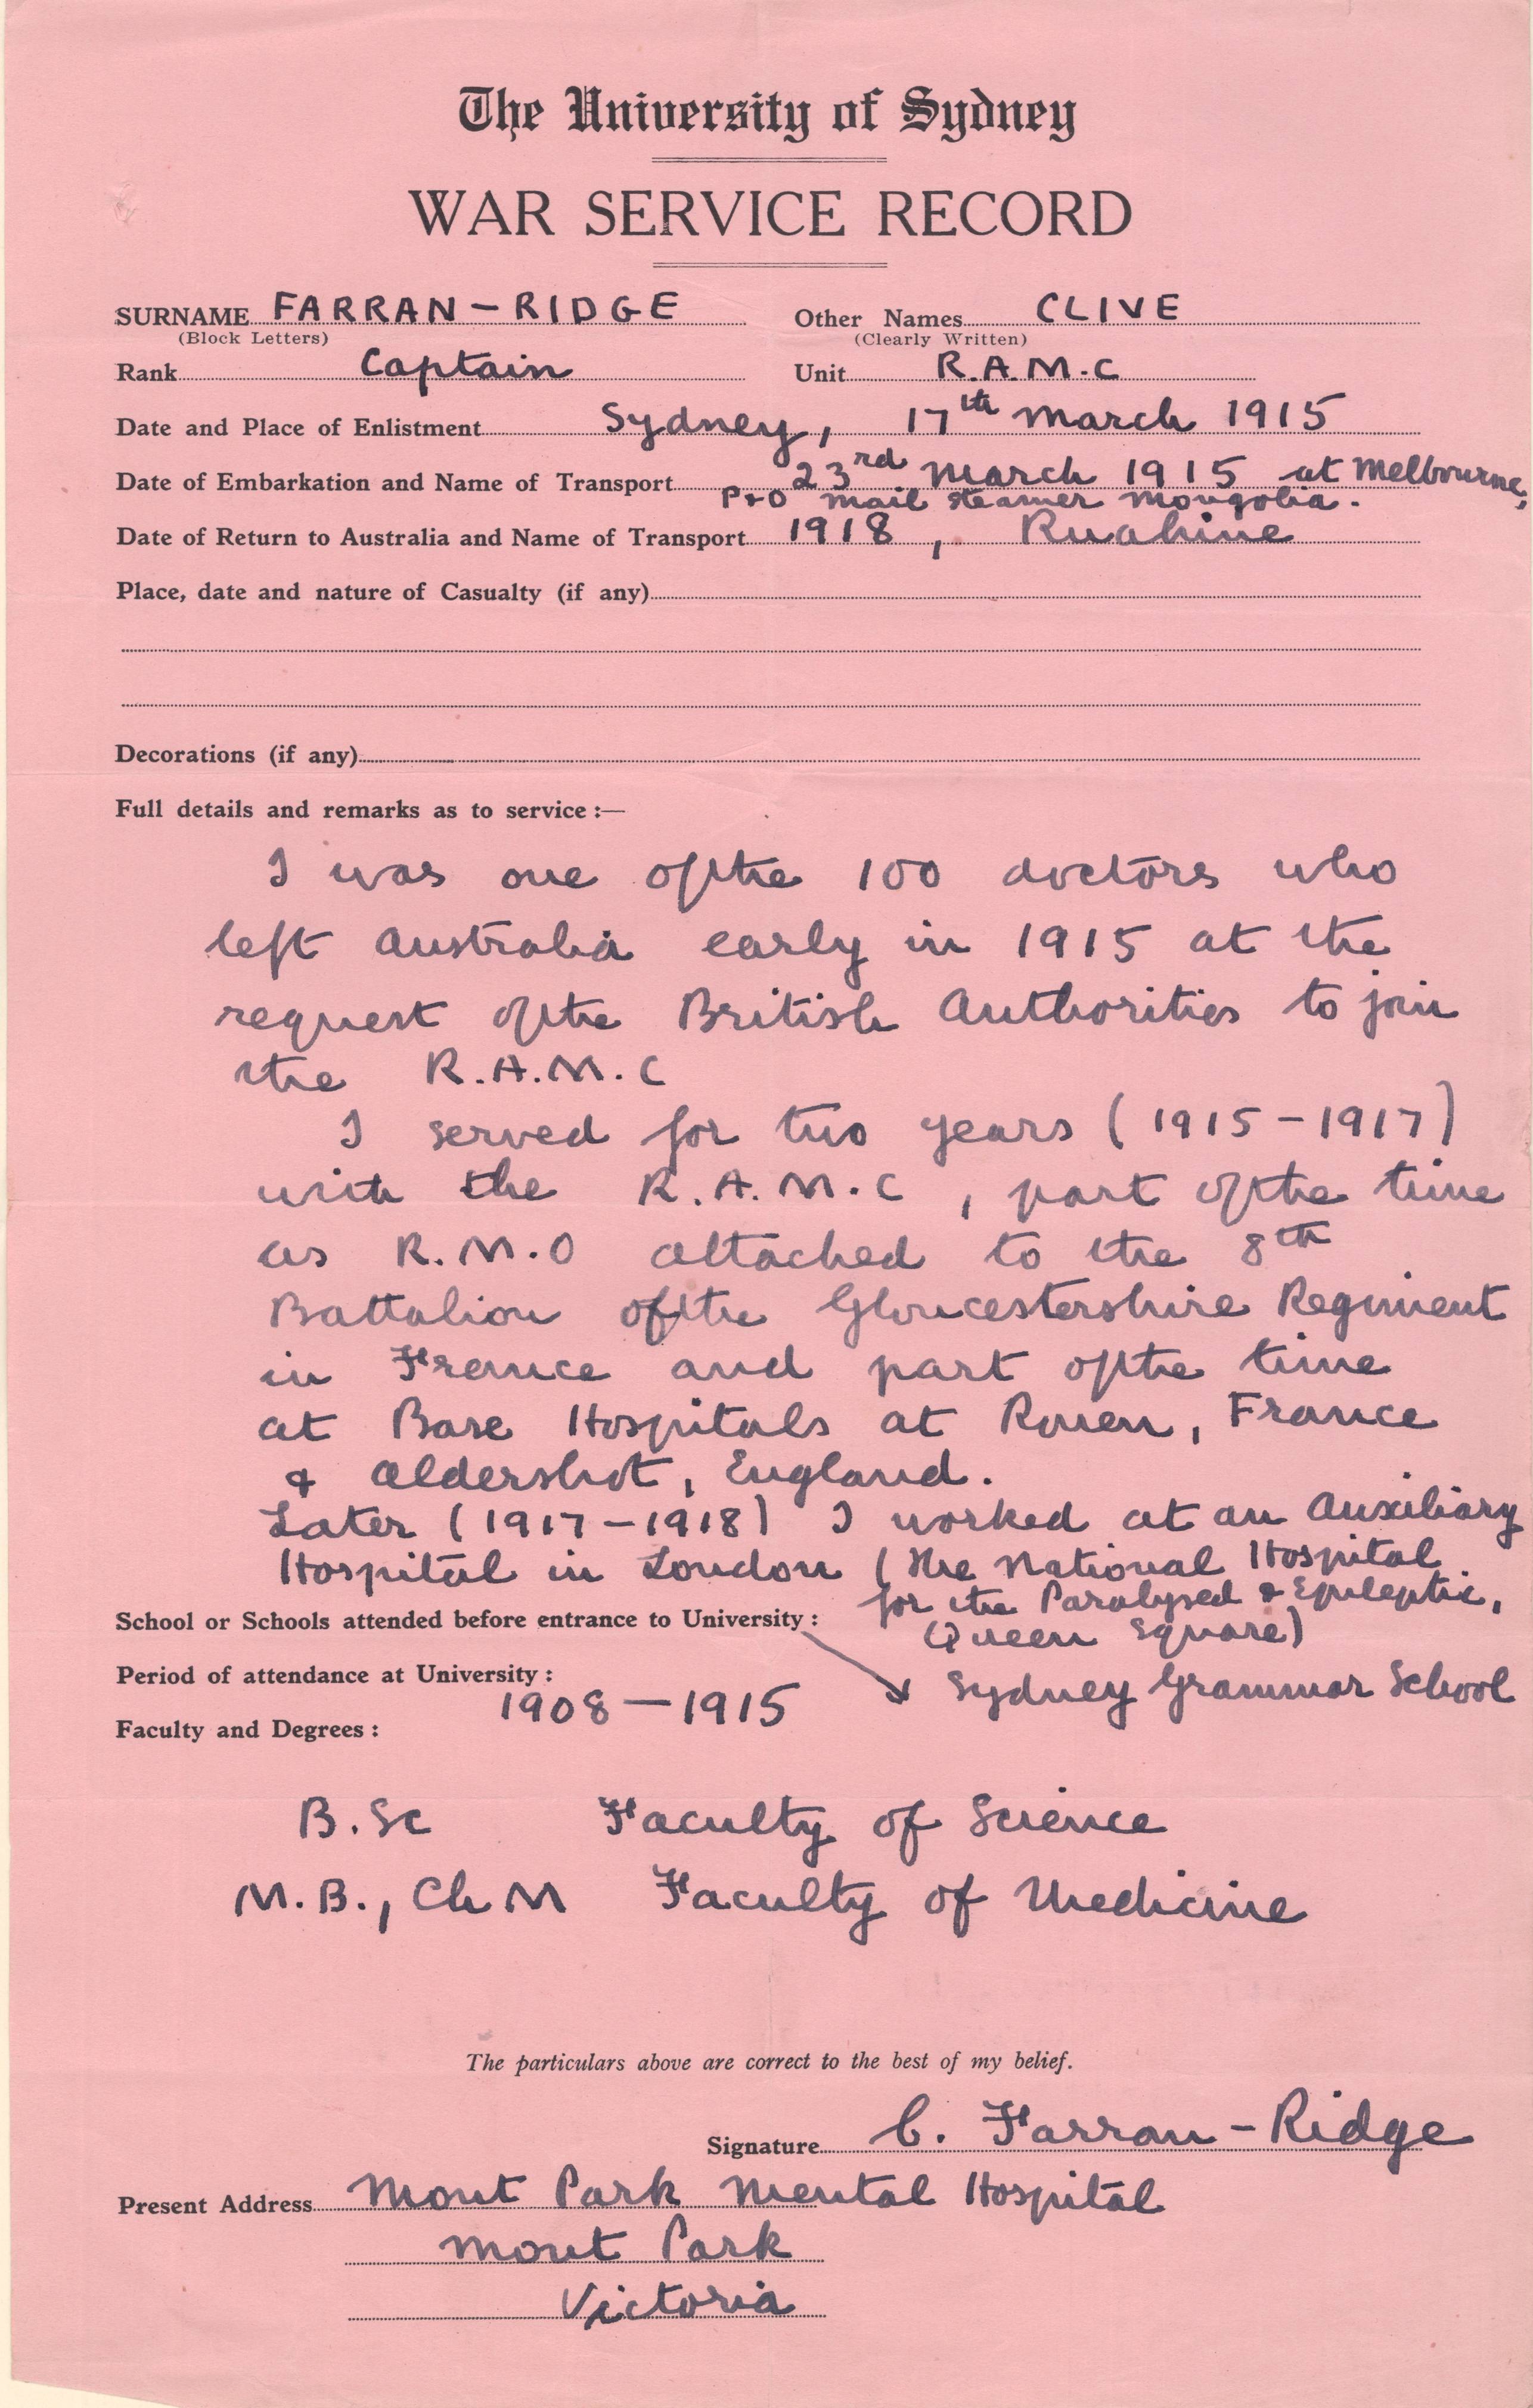 The University of Sydney
WAR SERVICE RECORD
SURNAME FARRAN-RIDGE Other Names CLIVE
(Block Letters) (Clearly Written)
Rank Captain Unit R.A.M.C
Date and Place of Enlistment Sydney, 17th March 1915
Date of Embarkation and Name of Transport 23rd March 1915 at Melbourne,
P&O Mail Steamer Mongolia.
Date of Return to Australia and Name of Transport 1918, Ruahine
Place, date and nature of Casualty (if any)
Decorations (if any)
Full details and remarks as to service:—
I was one of the 100 doctors who
left Australia early in 1915 at the
request of the British Authorities to join
the R.A.M.C
I served for two years (1915-1917)
with the R.A.M.C, part of the time
as R.M.O attached to the 8th
Battalion of the Gloucestershire Regiment
in France and part of the time
at Base Hospitals at Rouen, France
& Aldershot, England.
Later (1917-1918) I worked at an Auxiliary
Hospital in London (The National Hospital
for the Paralysed & Epileptic,
Queen Square)
School or Schools attended before entrance to University:
Sydney Grammar School
Period of attendance at University:
1908-1915
Faculty and Degrees:
B.Sc Faculty of Science
M.B., Ch M Faculty of Medicine
The particulars above are correct to the best of my belief.
Signature C. Farran-Ridge
Present Address Mont Park Mental Hospital
Mont Park
Victoria